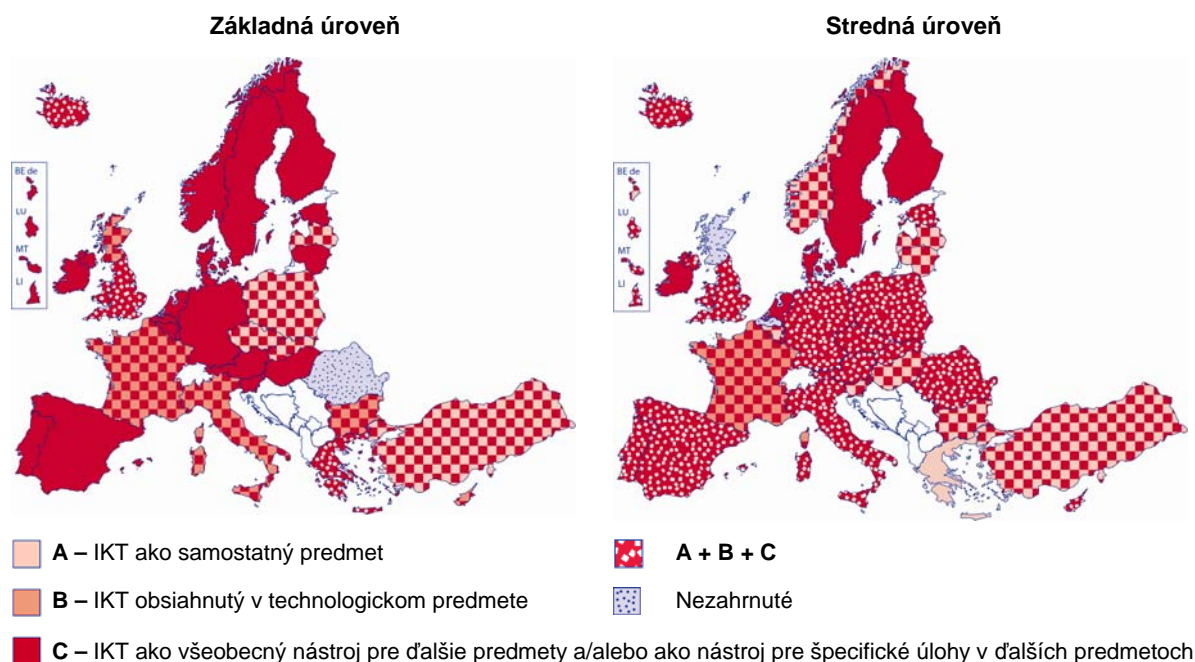 Základná úroveň
Stredná úroveň
BE de
LU
MT
LI
BE de
LU
MT
LI
A – IKT ako samostatný predmet
A + B + C
B – IKT obsiahnutý v technologickom predmete
Nezahrnuté
C – IKT ako všeobecný nástroj pre ďalšie predmety a/alebo ako nástroj pre špecifické úlohy v ďalších predmetoch